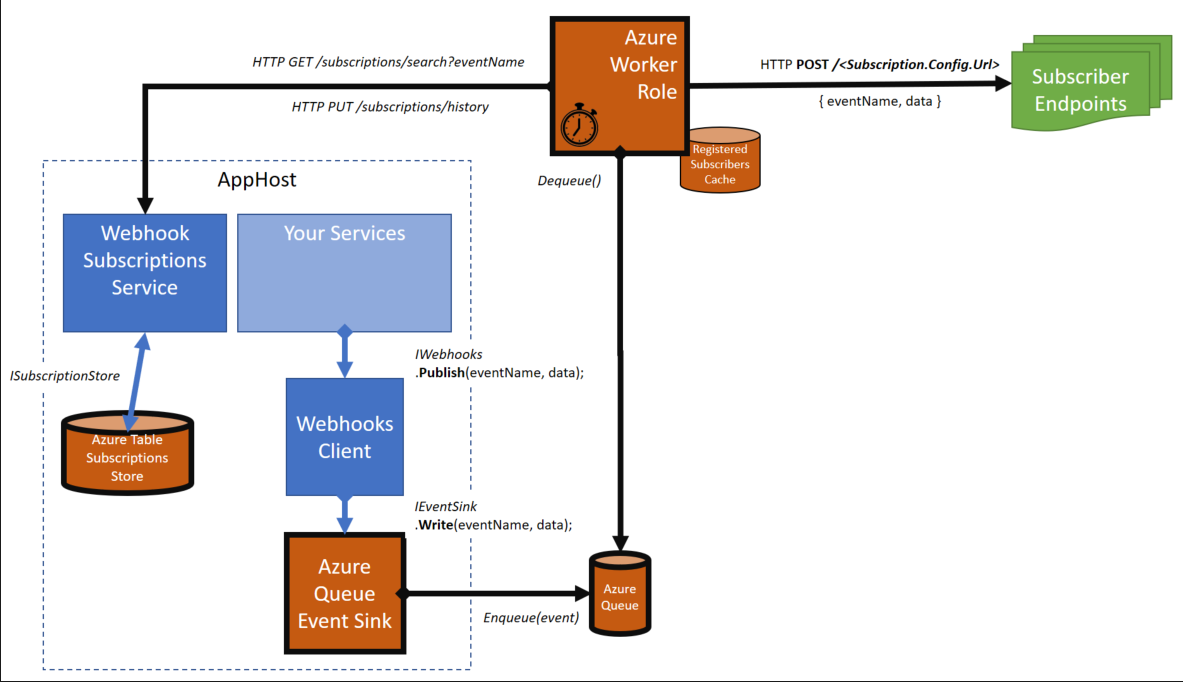 Azure
Worker
Role
HTTP GET /subscriptions/search?eventName
HTTP PUT /subscriptions/history
HTTP POST /<Subscription.Config.Url>
{ eventName, data }
Subscriber
Endpoints
Registered
Subscribers
Cache
Dequeue()
AppHost
Webhook
Subscriptions
Service
Your Services
ISubscriptionStore
IWebhooks
.Publish(eventName, data);
Azure Table
Subscriptions
Store
Webhooks
Client
IEventSink
.Write(eventName, data);
Azure
Queue
Event Sink
Enqueue(event)
Azure
Queue